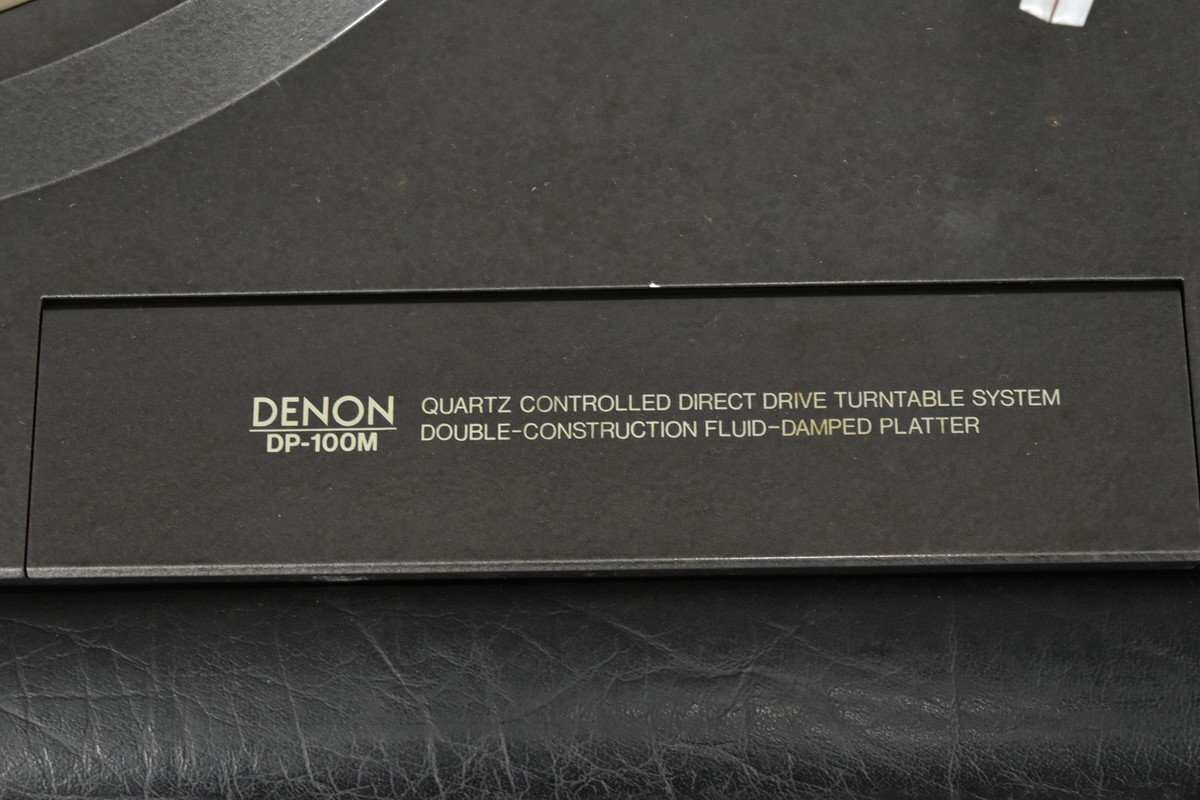 DENON
DP-100M
QUARTZ CONTROLLED DIRECT DRIVE TURNTABLE SYSTEM
DOUBLE-CONSTRUCTION FLUID-DAMPED PLATTER